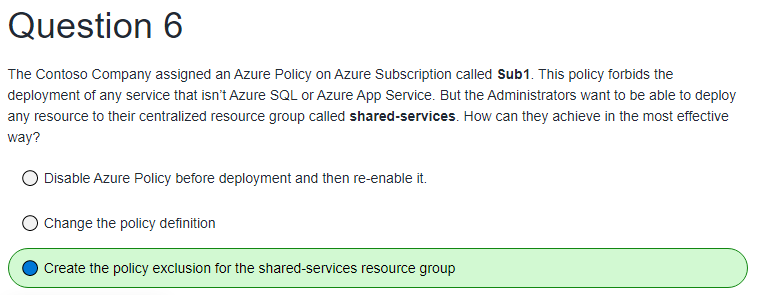 Question 6
The Contoso Company assigned an Azure Policy on Azure Subscription called Sub1. This policy forbids the
deployment of any service that isn't Azure SQL or Azure App Service. But the Administrators want to be able to deploy
any resource to their centralized resource group called shared-services. How can they achieve in the most effective
way?
Disable Azure Policy before deployment and then re-enable it.
Change the policy definition
Create the policy exclusion for the shared-services resource group